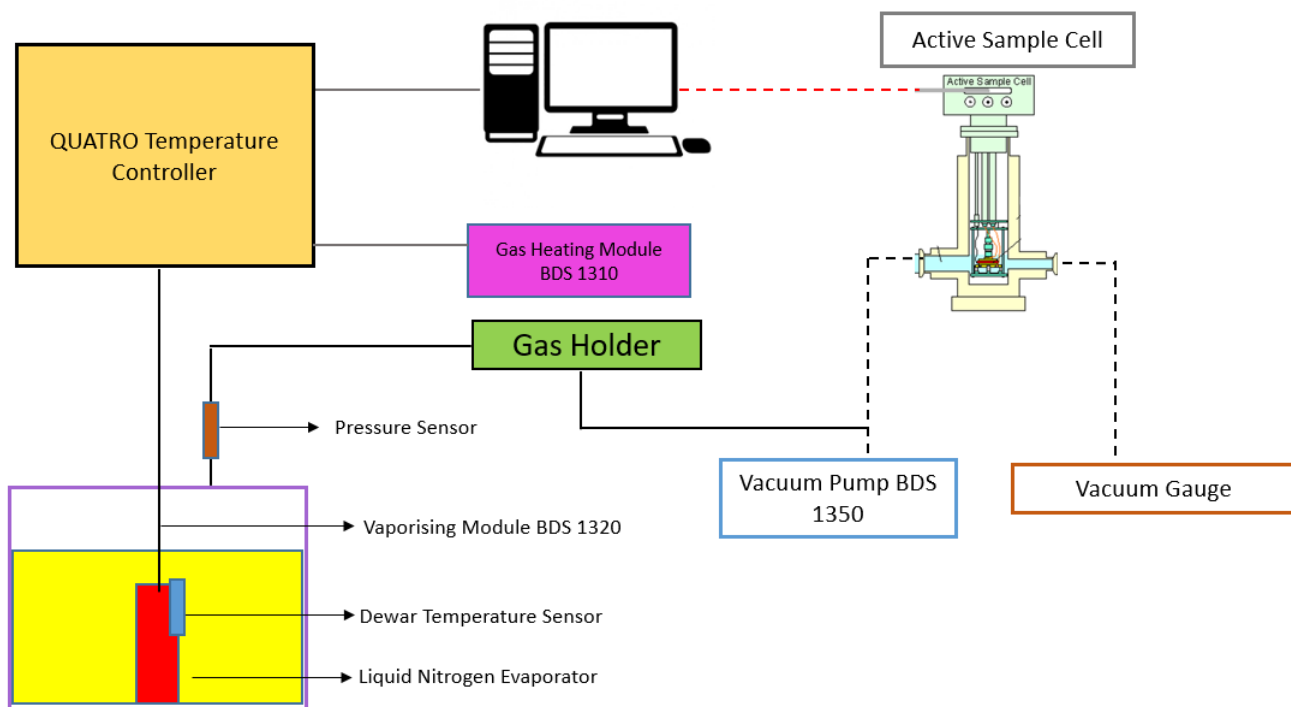 Active Sample Cell
Active Sample Cell
QUATRO Temperature
Controller
Gas Heating Module
BDS 1310
Gas Holder
Pressure Sensor
Vacuum Pump BDS
1350
Vacuum Gauge
Vaporising Module BDS 1320
Dewar Temperature Sensor
Liquid Nitrogen Evaporator